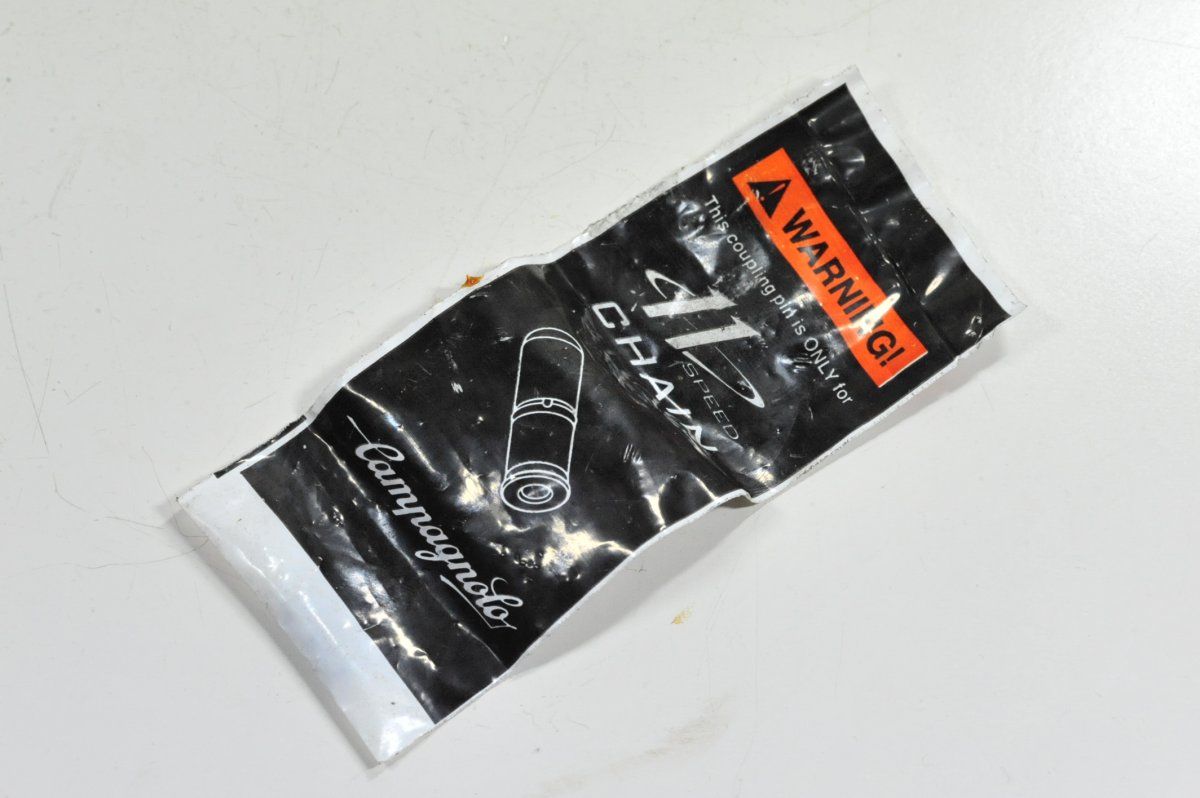 WARNING!
This coupling pin is ONLY for
11
SPEED
CHAIN
Campagnolo